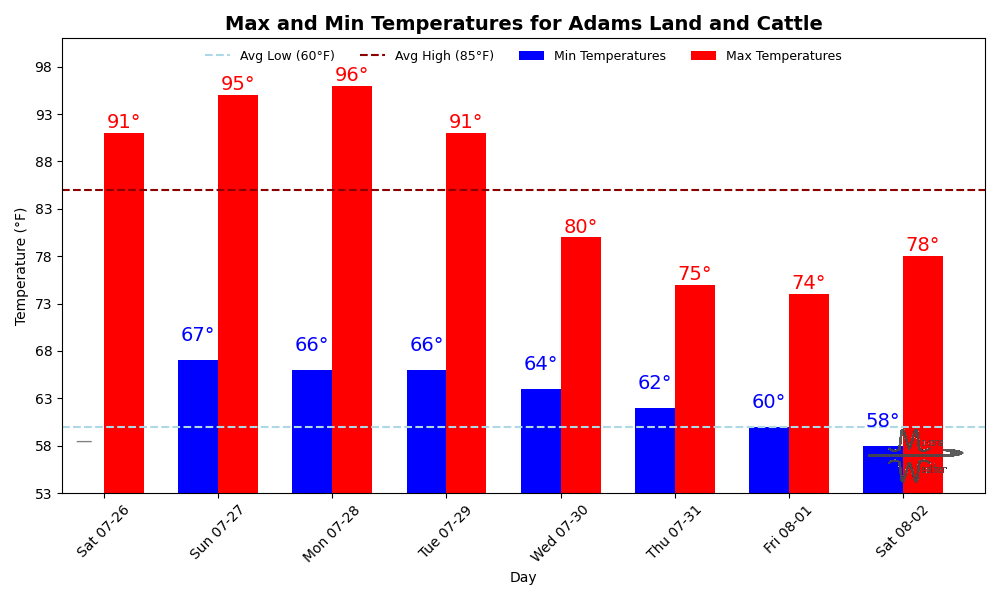 Max and Min Temperatures for Adams Land and Cattle
Avg Low (60°F) Avg High (85°F) Min Temperatures Max Temperatures
98
93
88
83
78
73
68
63
58
53
Temperature (°F)
91°
95°
96°
91°
80°
75°
74°
78°
67°
66°
66°
64°
62°
60°
58°
—
Sat 07-26
Sun 07-27
Mon 07-28
Tue 07-29
Wed 07-30
Thu 07-31
Fri 08-01
Sat 08-02
Day